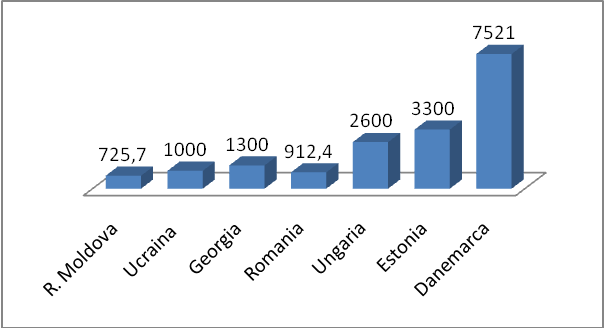 725,7
1000
1300
912,4
2600
3300
7521
R. Moldova
Ucraina
Georgia
Romania
Ungaria
Estonia
Danemarca